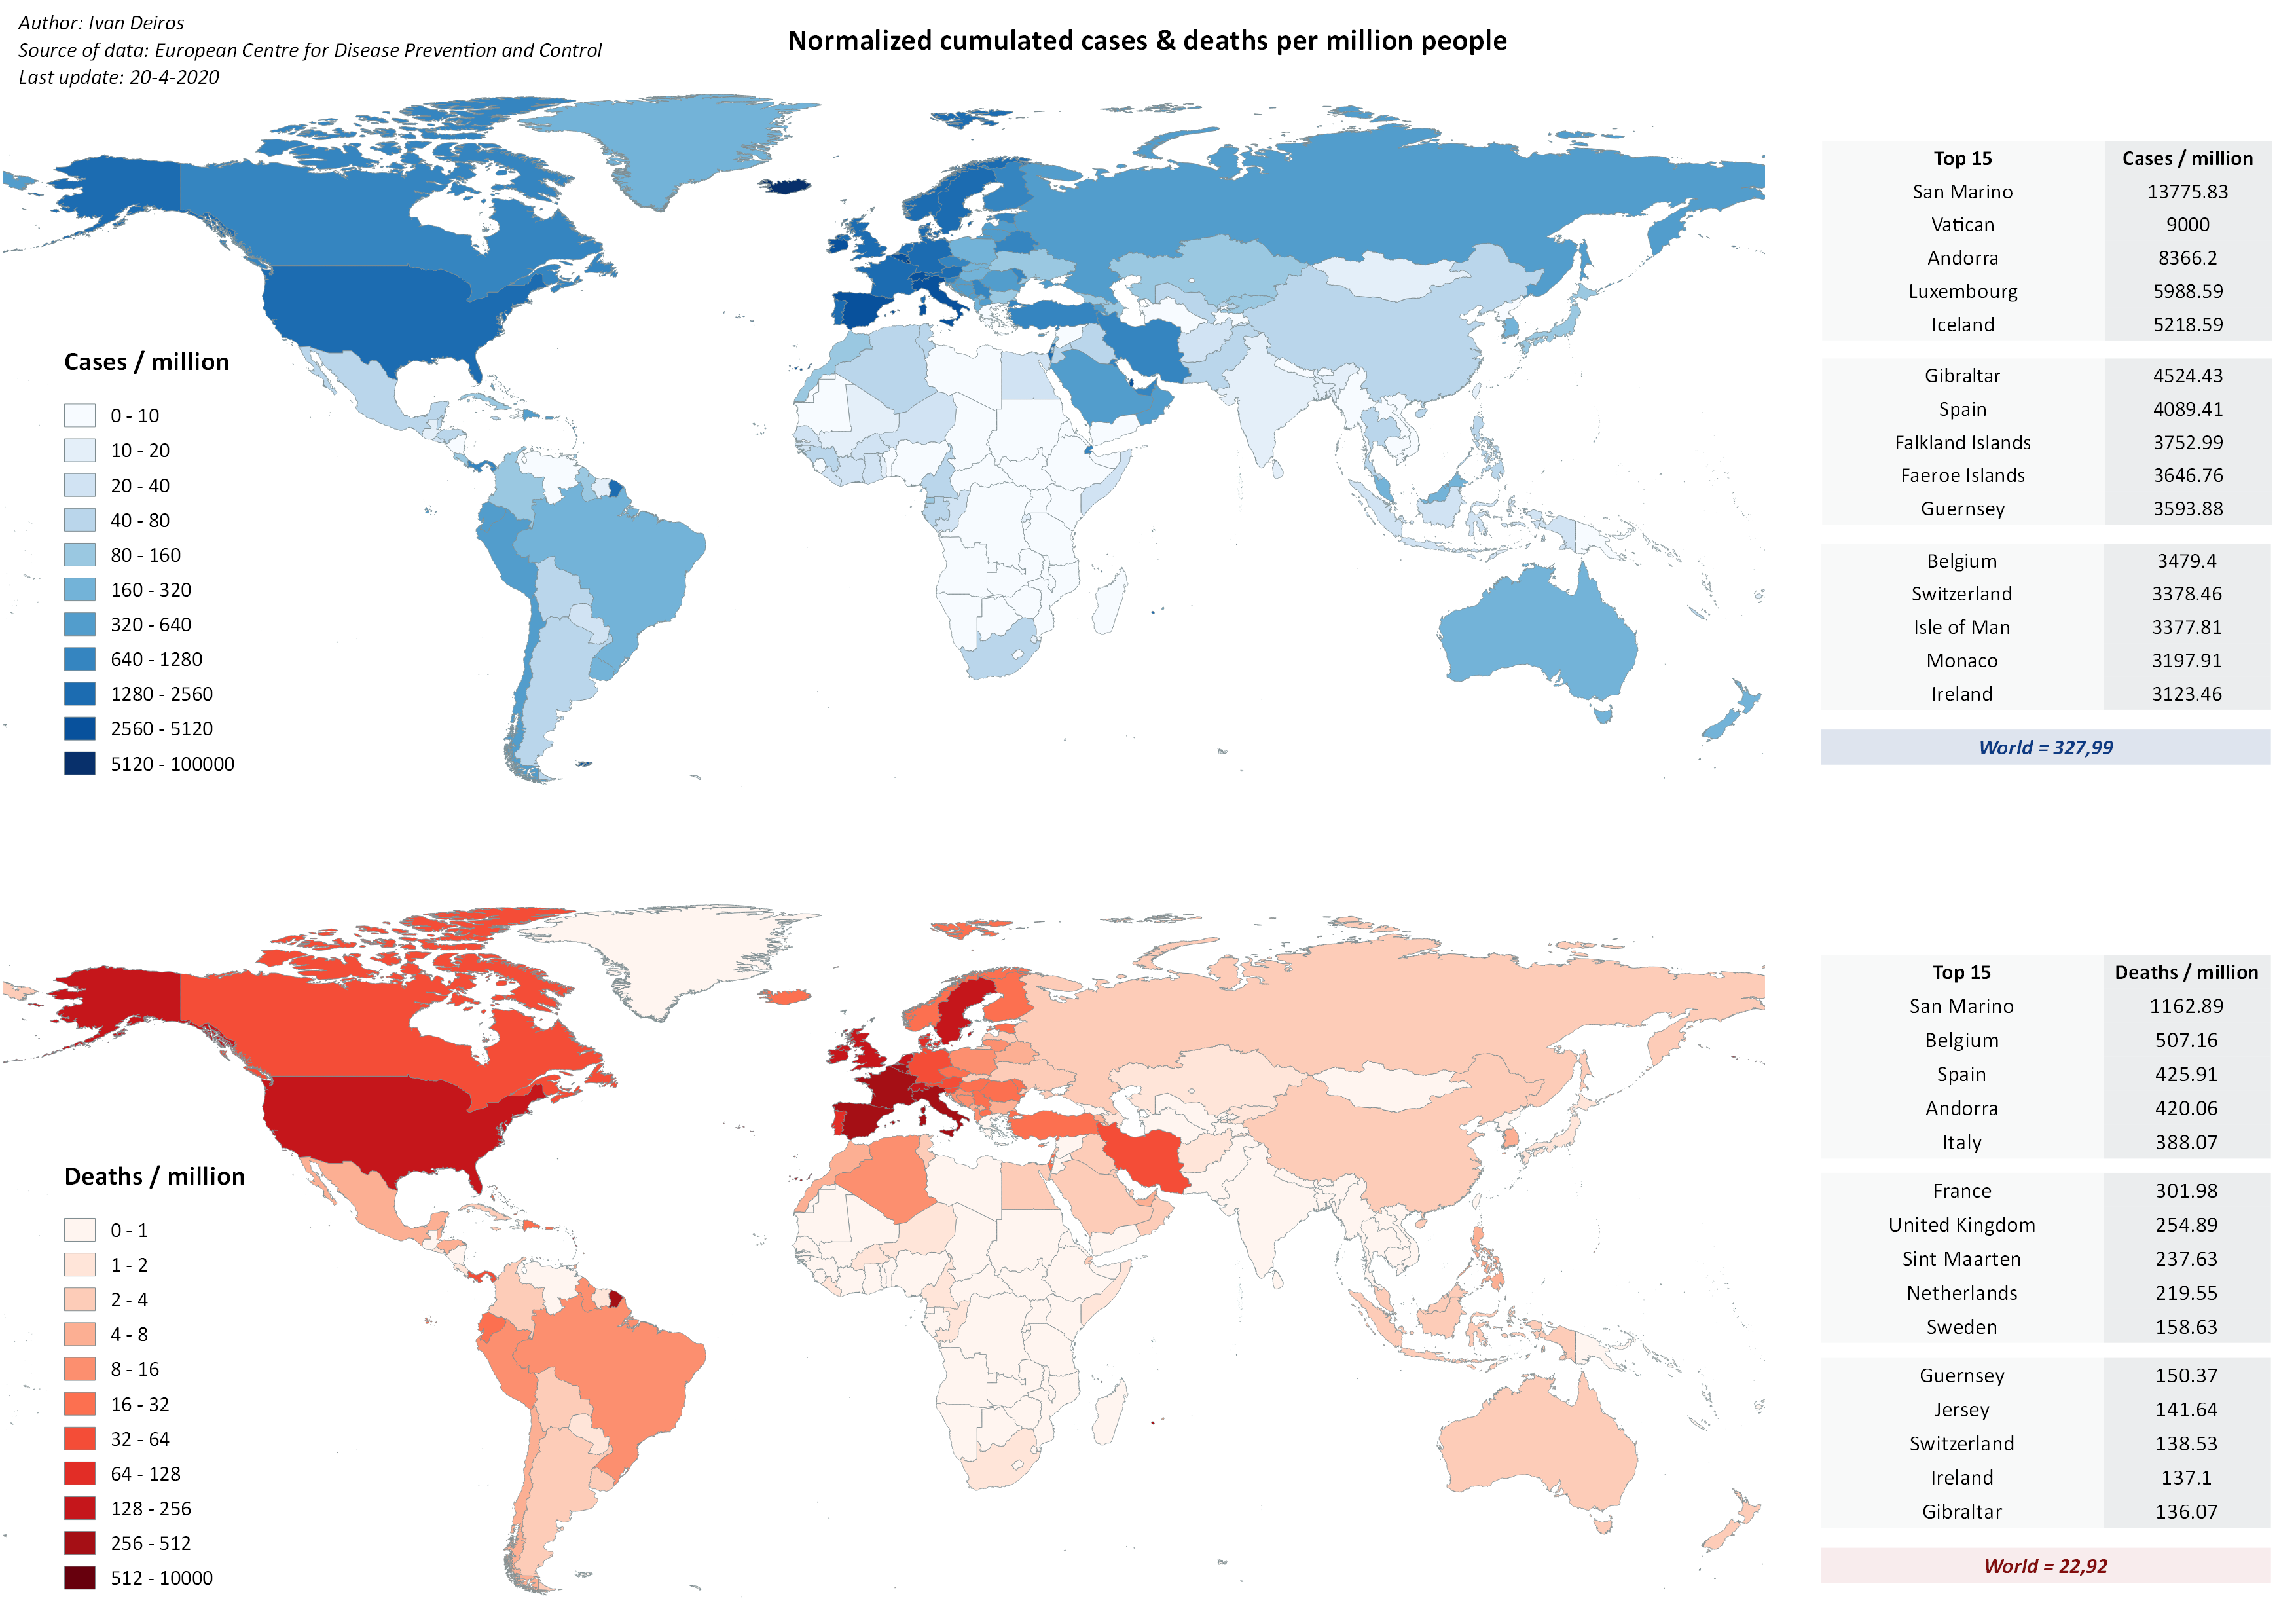 Author: Ivan Deiros
Source of data: European Centre for Disease Prevention and Control
Last update: 20-4-2020
Normalized cumulated cases & deaths per million people
Cases / million
0 - 10
10 - 20
20 - 40
40 - 80
80 - 160
160 - 320
320 - 640
640 - 1280
1280 - 2560
2560 - 5120
5120 - 100000
Top 15 Cases / million
San Marino 13775.83
Vatican 9000
Andorra 8366.2
Luxembourg 5988.59
Iceland 5218.59
Gibraltar 4524.43
Spain 4089.41
Falkland Islands 3752.99
Faeroe Islands 3646.76
Guernsey 3593.88
Belgium 3479.4
Switzerland 3378.46
Isle of Man 3377.81
Monaco 3197.91
Ireland 3123.46
World = 327,99
Deaths / million
0 - 1
1 - 2
2 - 4
4 - 8
8 - 16
16 - 32
32 - 64
64 - 128
128 - 256
256 - 512
512 - 10000
Top 15 Deaths / million
San Marino 1162.89
Belgium 507.16
Spain 425.91
Andorra 420.06
Italy 388.07
France 301.98
United Kingdom 254.89
Sint Maarten 237.63
Netherlands 219.55
Sweden 158.63
Guernsey 150.37
Jersey 141.64
Switzerland 138.53
Ireland 137.1
Gibraltar 136.07
World = 22,92